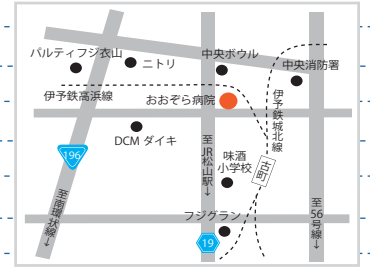 パルティフジ衣山
ニトリ
中央ボウル
中央消防署
伊予鉄高浜線
おおぞら病院
伊予鉄城北線
DCM ダイキ
196
至JR松山駅↓
味酒
小学校
古町
至南環状線↓
フジグラン
至56号線↓
19